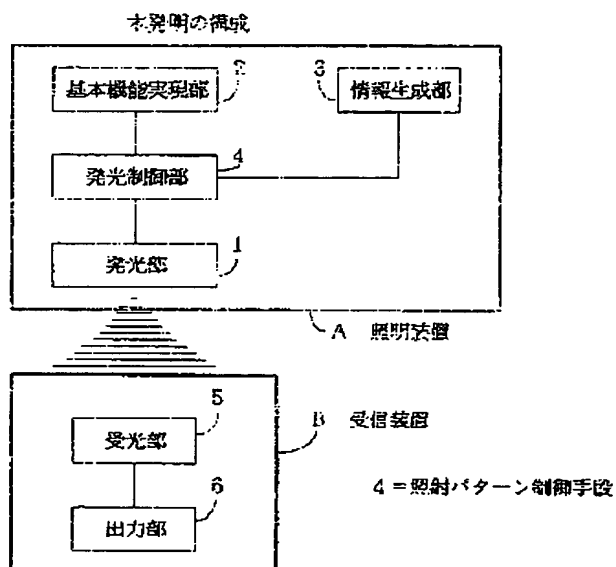 本発明の構成
2
3
基本機能実現部
情報生成部
4
発光制御部
1
発光部
A 照明装置
5
B 受信装置
受光部
6
4=照射パターン制御手段
出力部